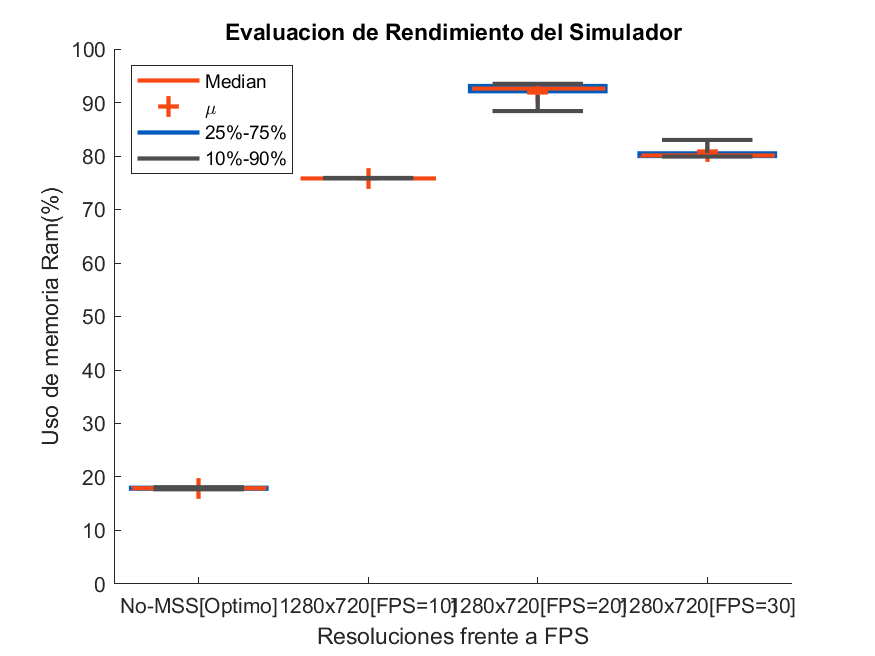 Evaluacion de Rendimiento del Simulador
Median
μ
25%-75%
10%-90%
Uso de memoria Ram(%)
100
90
80
70
60
50
40
30
20
10
0
No-MSS[Optimo]
1280x720[FPS=10]
1280x720[FPS=20]
1280x720[FPS=30]
Resoluciones frente a FPS